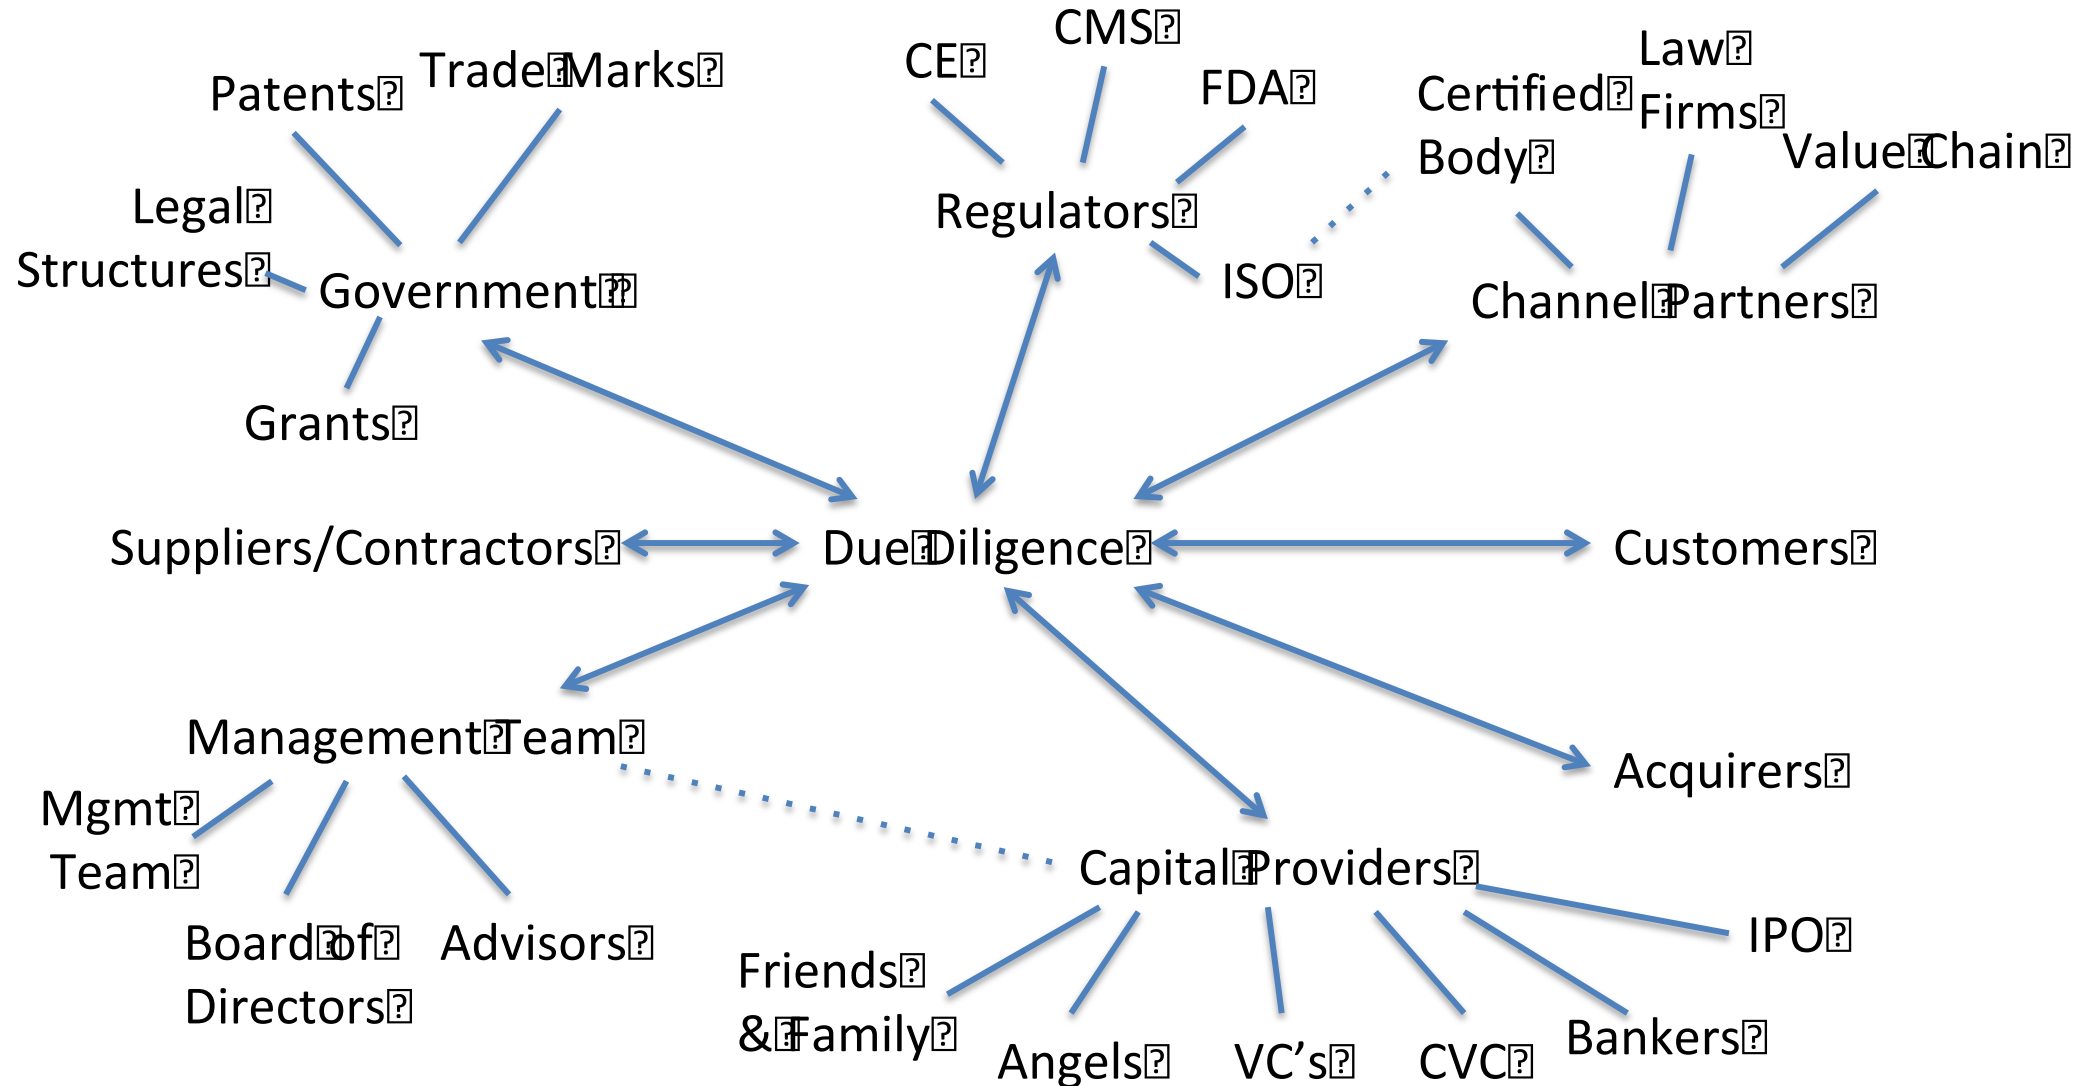 CMS
CE
FDA
Trade Marks
Patents
Law
Firms
Certified
Body
Value Chain
Legal
Structures
Regulators
ISO
Government
Channel Partners
Grants
Suppliers/Contractors
Due Diligence
Customers
Management Team
Acquirers
Mgmt
Team
Capital Providers
Board of
Directors
Advisors
IPO
Friends
& Family
Angels
VC’s
CVC
Bankers